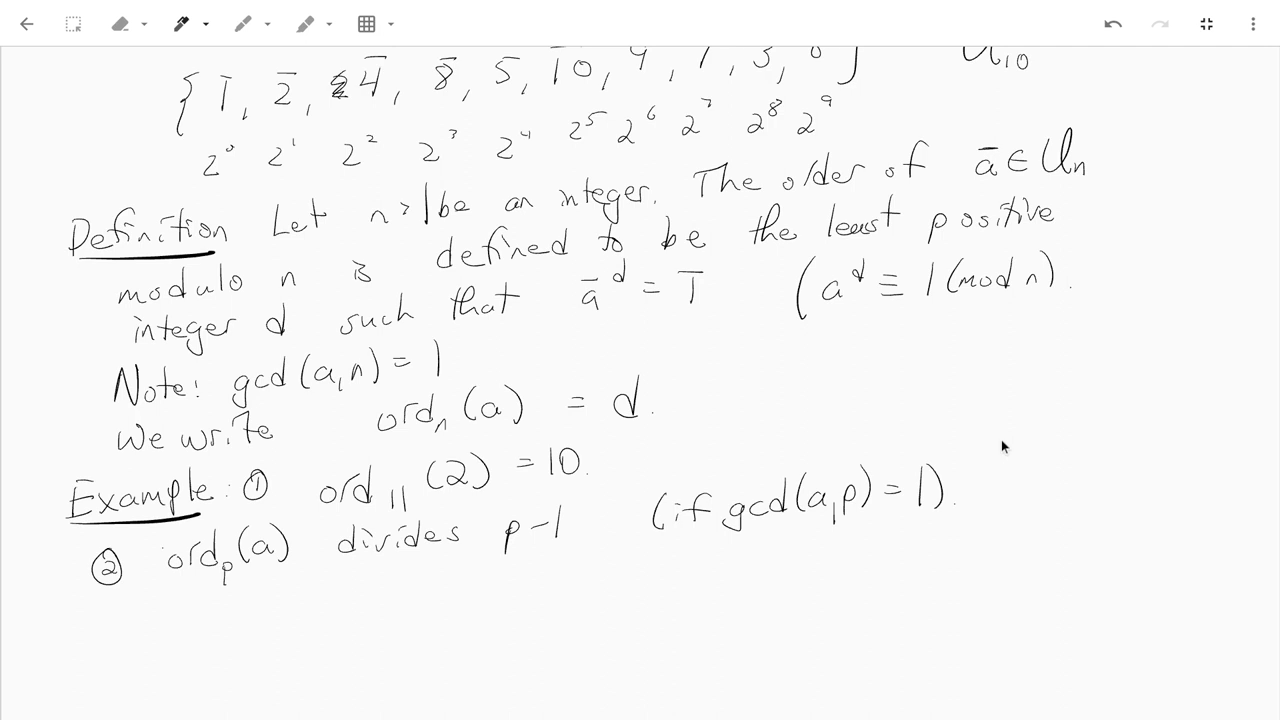 { 1̄, 2̄, 4̄, 8̄, 5̄, 1̄0̄, 9, 7, 3, 6 }
2⁰ 2¹ 2² 2³ 2⁴ 2⁵ 2⁶ 2⁷ 2⁸ 2⁹
Definition Let n>1 be an integer. The order of ā ∈ Uₙ
modulo n is defined to be the least positive
integer d such that ā^d = 1̄ (a^d ≡ 1 (mod n).
Note: gcd(a,n) = 1
We write ordₙ(a) = d.
Example: ① ord₁₁(2) = 10.
② ordₚ(a) divides p-1 (if gcd(a,p) = 1).